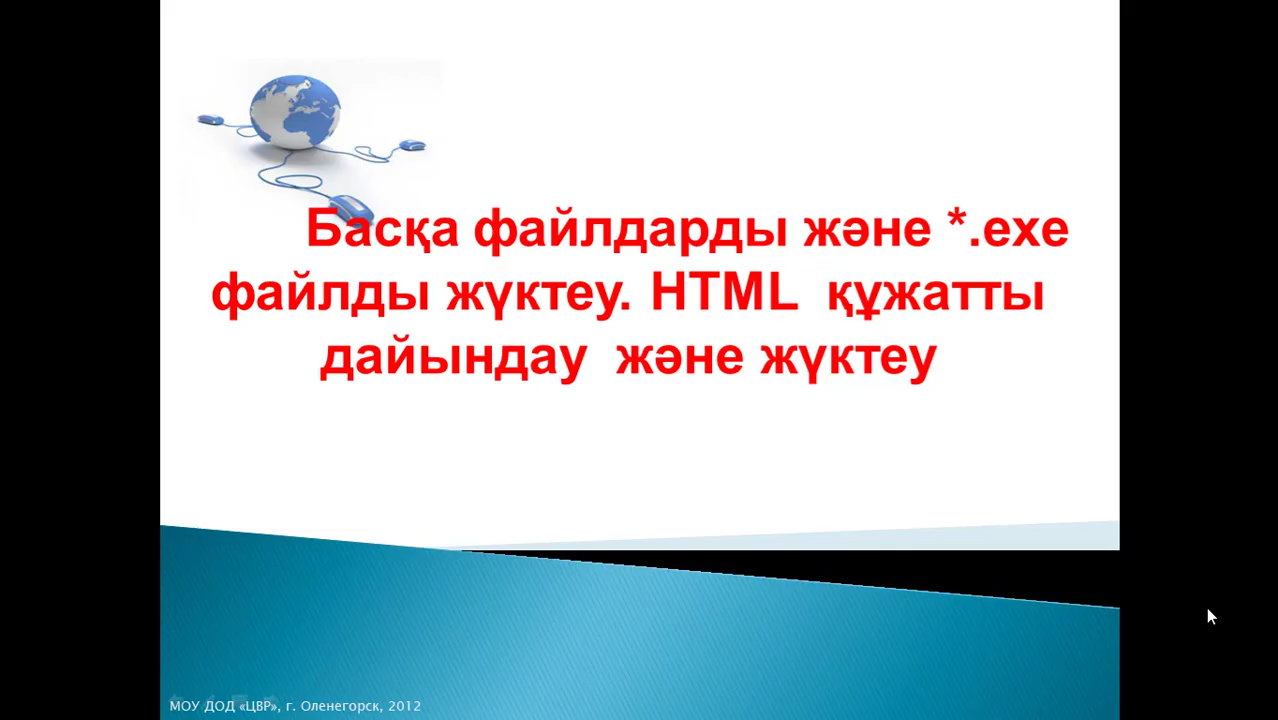 Басқа файлдарды және *.exe
файлды жүктеу. HTML құжатты
дайындау және жүктеу
МОУ ДОД «ЦВР», г. Оленегорск, 2012